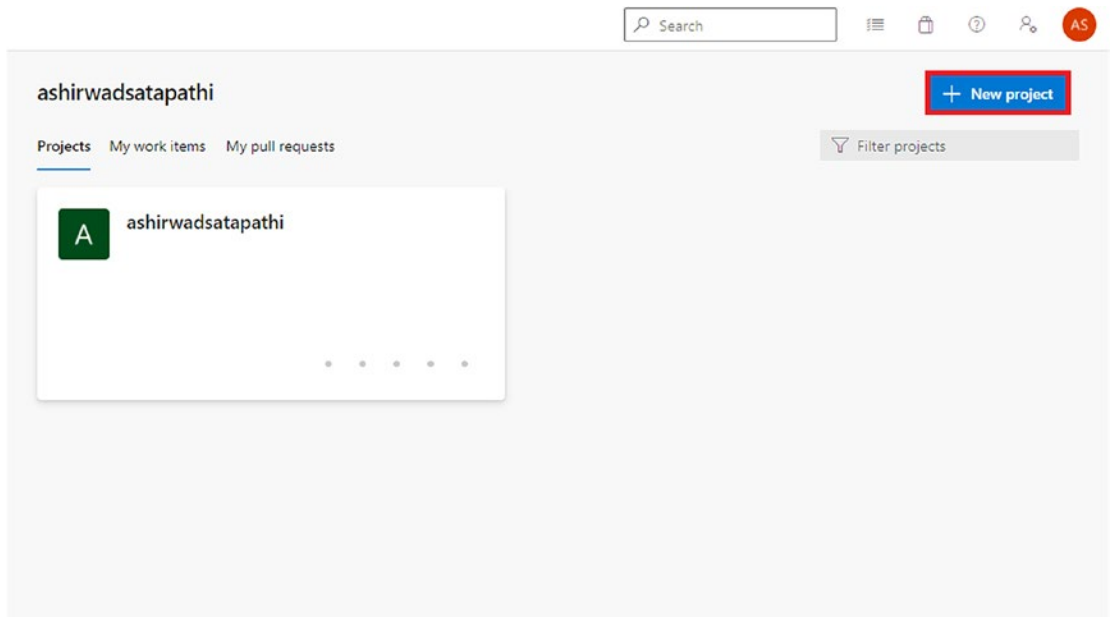 Search
AS
ashirwadsatapathi
+ New project
Projects My work items My pull requests
Filter projects
A
ashirwadsatapathi